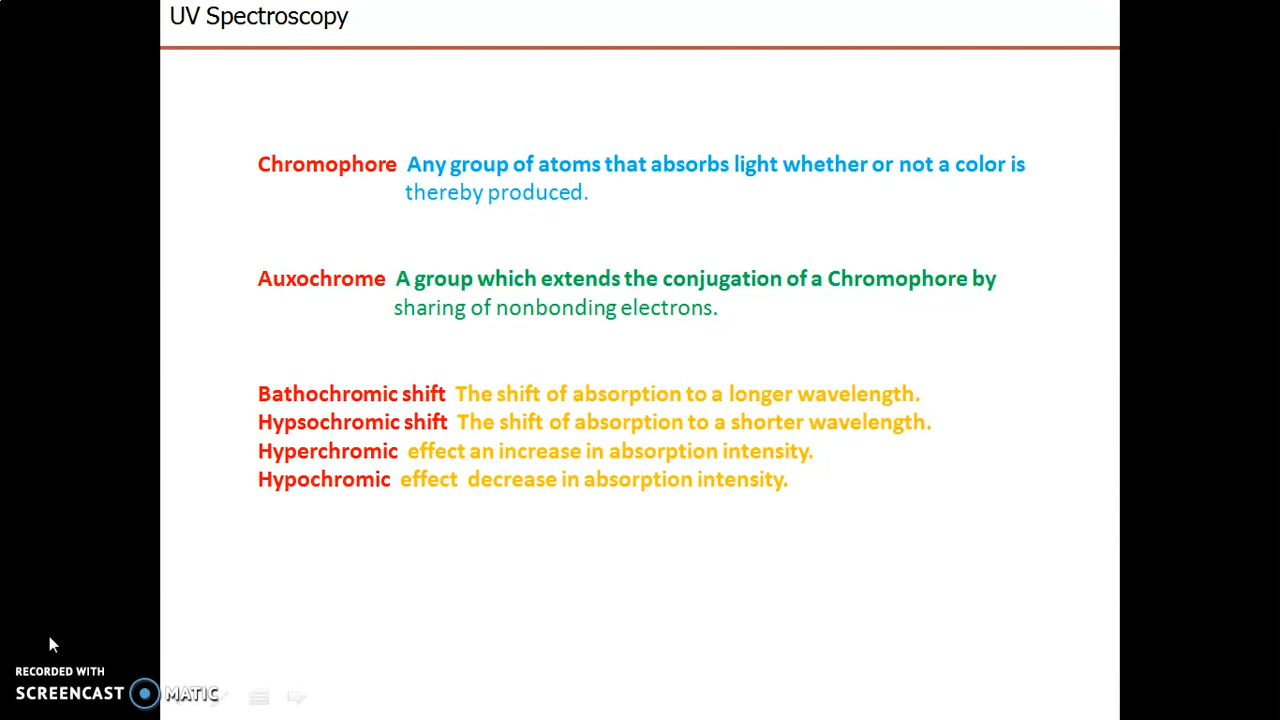 UV Spectroscopy
Chromophore Any group of atoms that absorbs light whether or not a color is
thereby produced.
Auxochrome A group which extends the conjugation of a Chromophore by
sharing of nonbonding electrons.
Bathochromic shift The shift of absorption to a longer wavelength.
Hypsochromic shift The shift of absorption to a shorter wavelength.
Hyperchromic effect an increase in absorption intensity.
Hypochromic effect decrease in absorption intensity.
RECORDED WITH
SCREENCAST MATIC